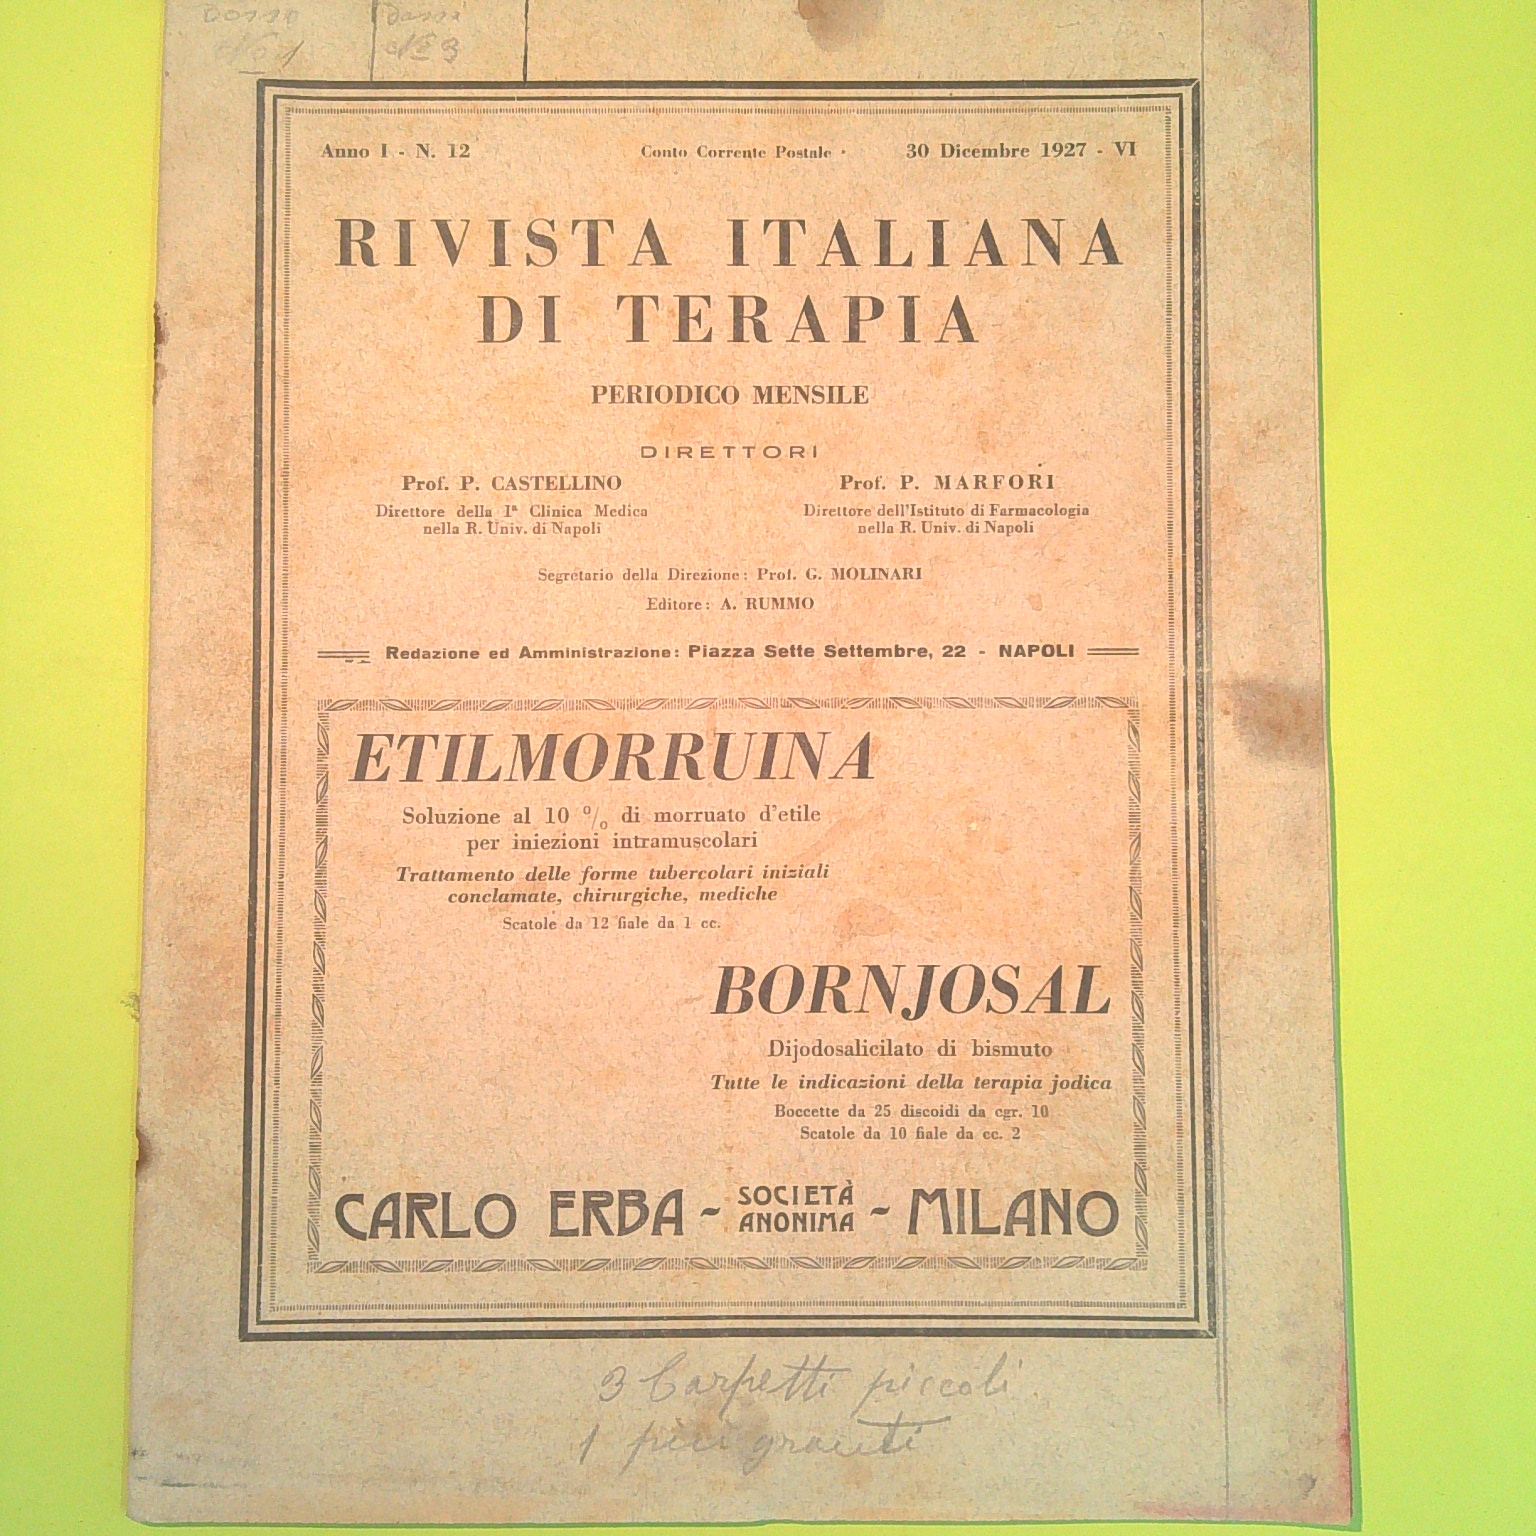 Dosso
N° 1
Dossi
N° 3
Anno I - N. 12
Conto Corrente Postale
30 Dicembre 1927 - VI
RIVISTA ITALIANA
DI TERAPIA
PERIODICO MENSILE
DIRETTORI
Prof. P. CASTELLINO
Direttore della Iª Clinica Medica
nella R. Univ. di Napoli
Prof. P. MARFORI
Direttore dell'Istituto di Farmacologia
nella R. Univ. di Napoli
Segretario della Direzione: Prof. G. MOLINARI
Editore: A. RUMMO
Redazione ed Amministrazione: Piazza Sette Settembre, 22 - NAPOLI
ETILMORRUINA
Soluzione al 10 % di morruato d'etile
per iniezioni intramuscolari
Trattamento delle forme tubercolari iniziali
conclamate, chirurgiche, mediche
Scatole da 12 fiale da 1 cc.
BORNJOSAL
Dijodosalicilato di bismuto
Tutte le indicazioni della terapia jodica
Boccette da 25 discoidi da cgr. 10
Scatole da 10 fiale da cc. 2
CARLO ERBA - SOCIETÀ ANONIMA - MILANO
3 Carpetti piccoli.
1 più